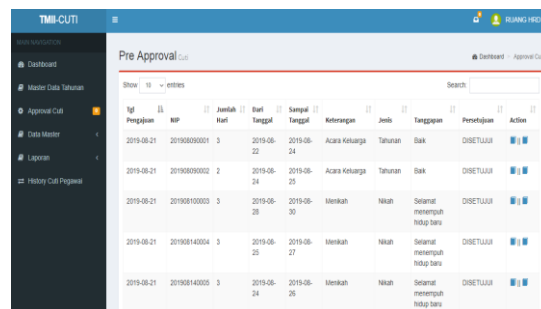 TMII-CUTI
RUANG HRD
MAIN NAVIGATION
Dashboard
Master Data Tahunan
Approval Cuti
Data Master
Laporan
History Cuti Pegawai
Pre Approval Cuti
Dashboard > Approval Cu
Show 10 entries
Search:
Tgl Pengajuan NIP Jumlah Hari Dari Tanggal Sampai Tanggal Keterangan Jenis Tanggapan Persetujuan Action
2019-08-21 201908090001 3 2019-08-22 2019-08-24 Acara Keluarga Tahunan Baik DISETUJUI ||
2019-08-21 201908090002 2 2019-08-24 2019-08-25 Acara Keluarga Tahunan Baik DISETUJUI ||
2019-08-21 201908100003 3 2019-08-28 2019-08-30 Menikah Nikah Selamat menempuh hidup baru DISETUJUI ||
2019-08-21 201908140004 3 2019-08-25 2019-08-27 Menikah Nikah Selamat menempuh hidup baru DISETUJUI ||
2019-08-21 201908140005 3 2019-08-24 2019-08-26 Menikah Nikah Selamat menempuh hidup baru DISETUJUI ||